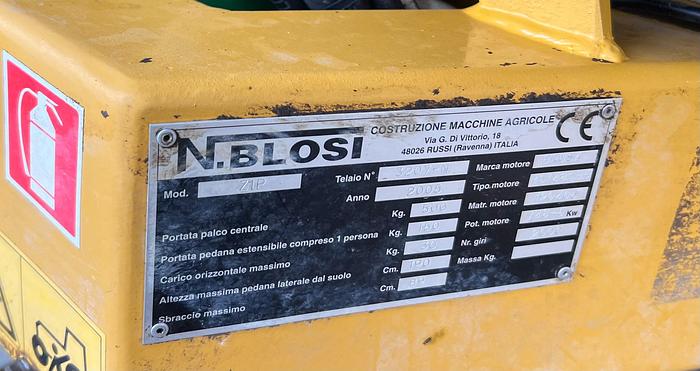 N.BLOSI
COSTRUZIONE MACCHINE AGRICOLE
Via G. Di Vittorio, 18
48026 RUSSI (Ravenna) ITALIA
CE
Mod. ZIP
Telaio N°
Anno 2005
Portata palco centrale Kg. 500
Portata pedana estensibile compreso 1 persona Kg. 150
Carico orizzontale massimo Kg. 30
Altezza massima pedana laterale dal suolo Cm. 190
Sbraccio massimo Cm.
Marca motore
Tipo motore
Matr. motore
Pot. motore Kw
Nr. giri
Massa Kg.